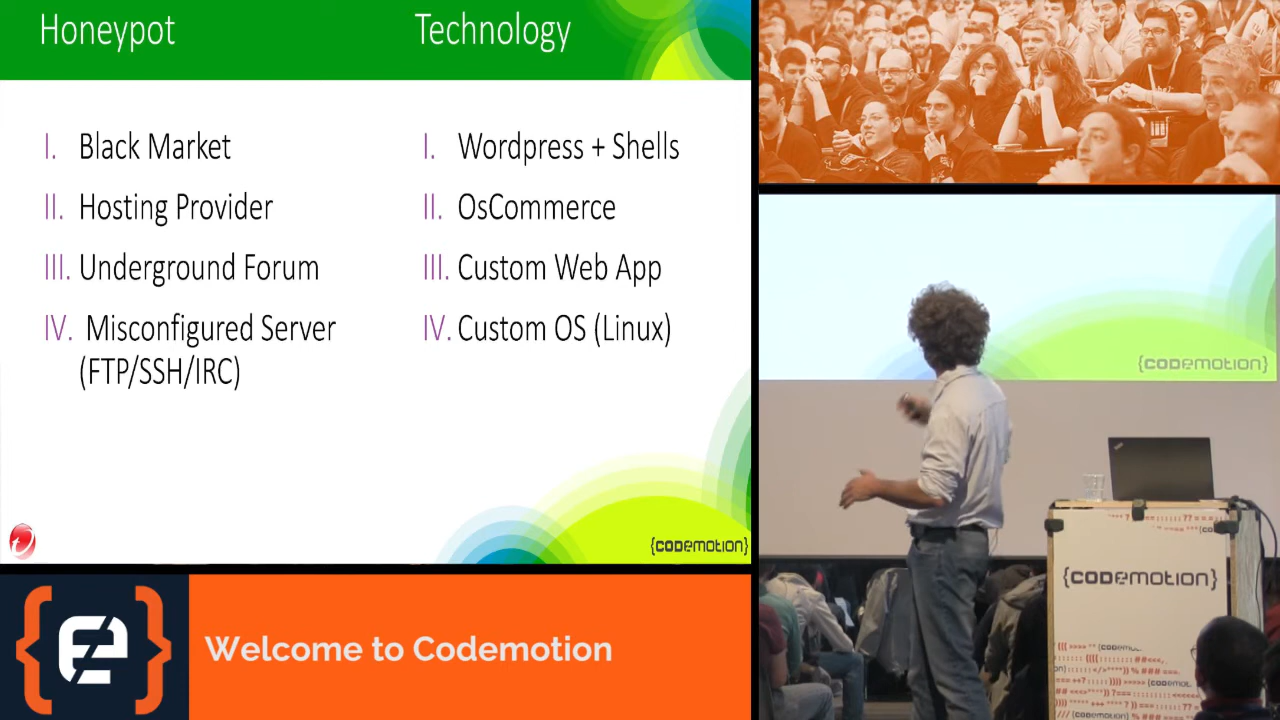 Honeypot
Technology
I. Black Market
II. Hosting Provider
III. Underground Forum
IV. Misconfigured Server
(FTP/SSH/IRC)
I. Wordpress + Shells
II. OsCommerce
III. Custom Web App
IV. Custom OS (Linux)
{codemotion}
Welcome to Codemotion
{codemotion}
{codemotion}